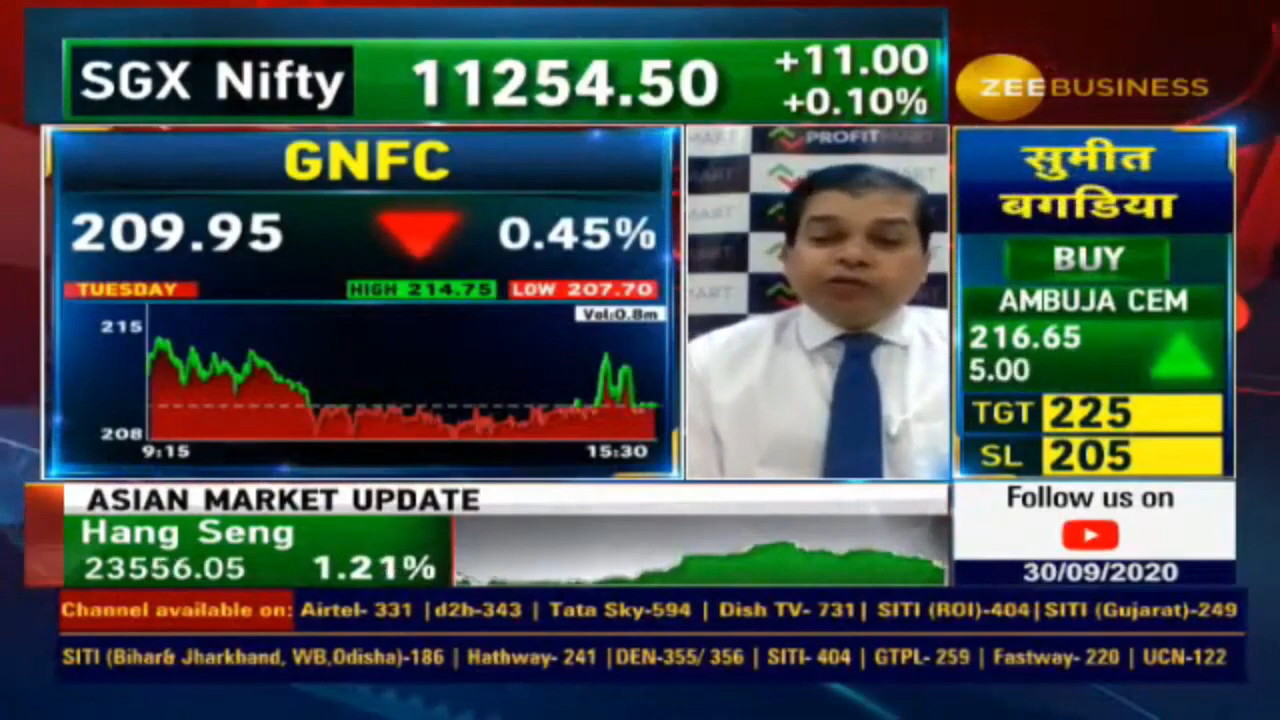 SGX Nifty 11254.50 +11.00
+0.10%
ZEEBUSINESS
GNFC
209.95 0.45%
TUESDAY HIGH 214.75 LOW 207.70
Vol:0.8m
215
208
9:15 15:30
PROFITMART
MART
सुमीत
बगडिया
BUY
AMBUJA CEM
216.65
5.00
TGT 225
SL 205
ASIAN MARKET UPDATE
Hang Seng
23556.05 1.21%
Follow us on
30/09/2020
Channel available on: Airtel- 331 | d2h-343 | Tata Sky-594 | Dish TV- 731 | SITI (ROI)-404 | SITI (Gujarat)-249
SITI (Bihar& Jharkhand, WB,Odisha)-186 | Hathway- 241 | DEN-355/ 356 | SITI- 404 | GTPL- 259 | Fastway- 220 | UCN-122